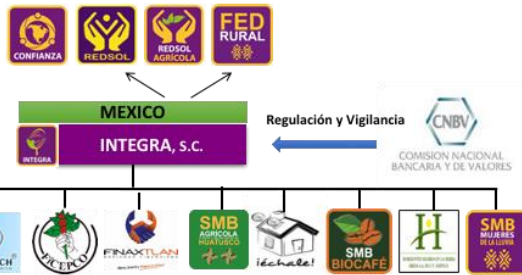 CONFIANZA
REDSOL
REDSOL
AGRÍCOLA
FED
RURAL
MEXICO
INTEGRA
INTEGRA, S.C.
Regulación y Vigilancia
CNBV
COMISION NACIONAL
BANCARIA Y DE VALORES
CH
FICEPCO
FINAXTLAN
SMB
AGRÍCOLA
HUATUSCO
¡échale!
SMB
BIOCAFÉ
H
SMB
MUJERES
DE LA LLUVIA